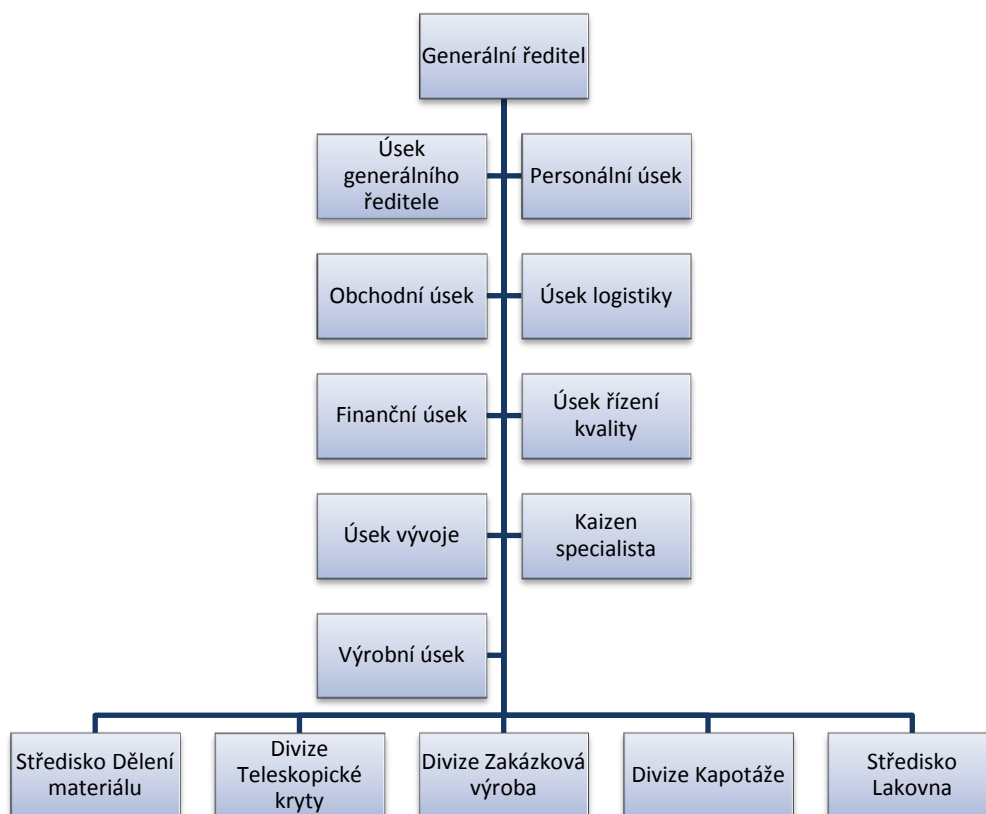 Generální ředitel
Úsek
generálního
ředitele
Personální úsek
Obchodní úsek
Úsek logistiky
Finanční úsek
Úsek řízení
kvality
Úsek vývoje
Kaizen
specialista
Výrobní úsek
Středisko Dělení
materiálu
Divize
Teleskopické
kryty
Divize Zakázková
výroba
Divize Kapotáže
Středisko
Lakovna